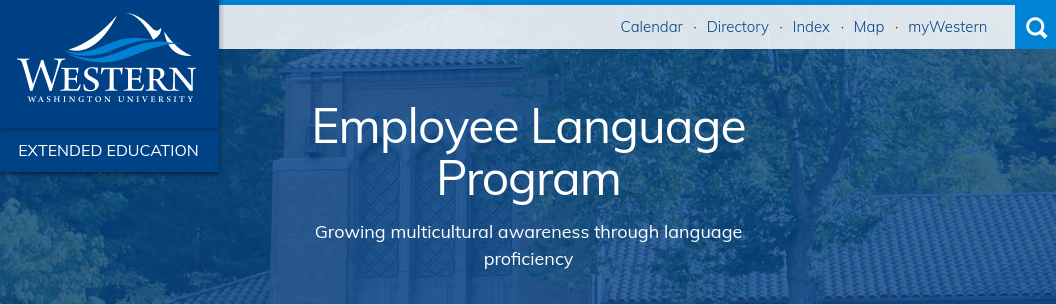 WESTERN
WASHINGTON UNIVERSITY
EXTENDED EDUCATION
Calendar · Directory · Index · Map · myWestern
Employee Language
Program
Growing multicultural awareness through language
proficiency